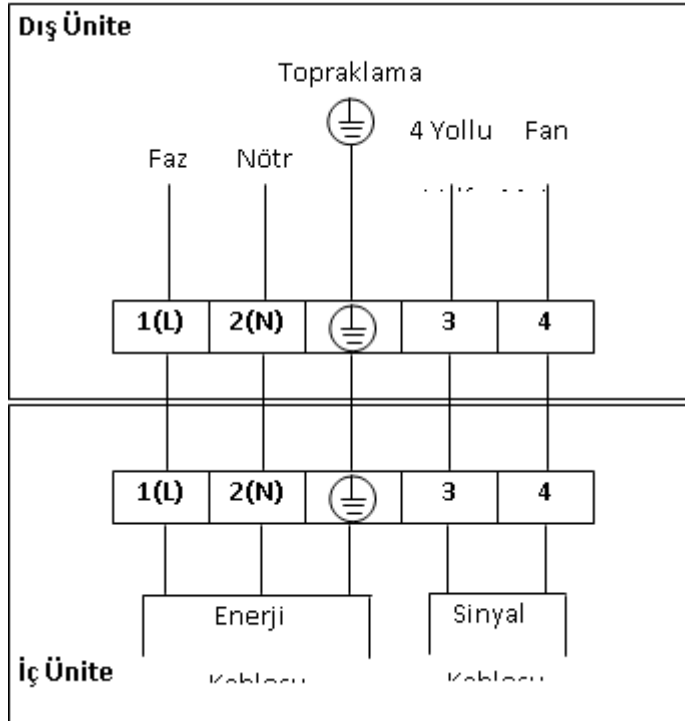 Dış Ünite
Topraklama
4 Yollu Fan
Faz Nötr
1(L) 2(N) 3 4
1(L) 2(N) 3 4
Enerji Sinyal
İç Ünite